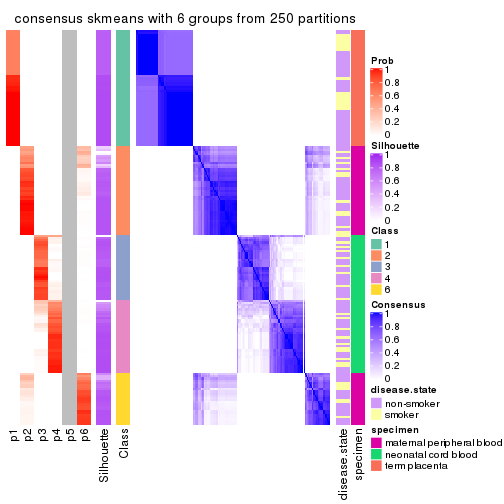 consensus skmeans with 6 groups from 250 partitions
Prob
1
0.8
0.6
0.4
0.2
0
Silhouette
1
0.8
0.6
0.4
0.2
0
Class
1
2
3
4
6
Consensus
1
0.8
0.6
0.4
0.2
0
disease.state
non-smoker
smoker
specimen
maternal peripheral blood
neonatal cord blood
term placenta
p1
p2
p3
p4
p5
p6
Silhouette
Class
disease.state
specimen